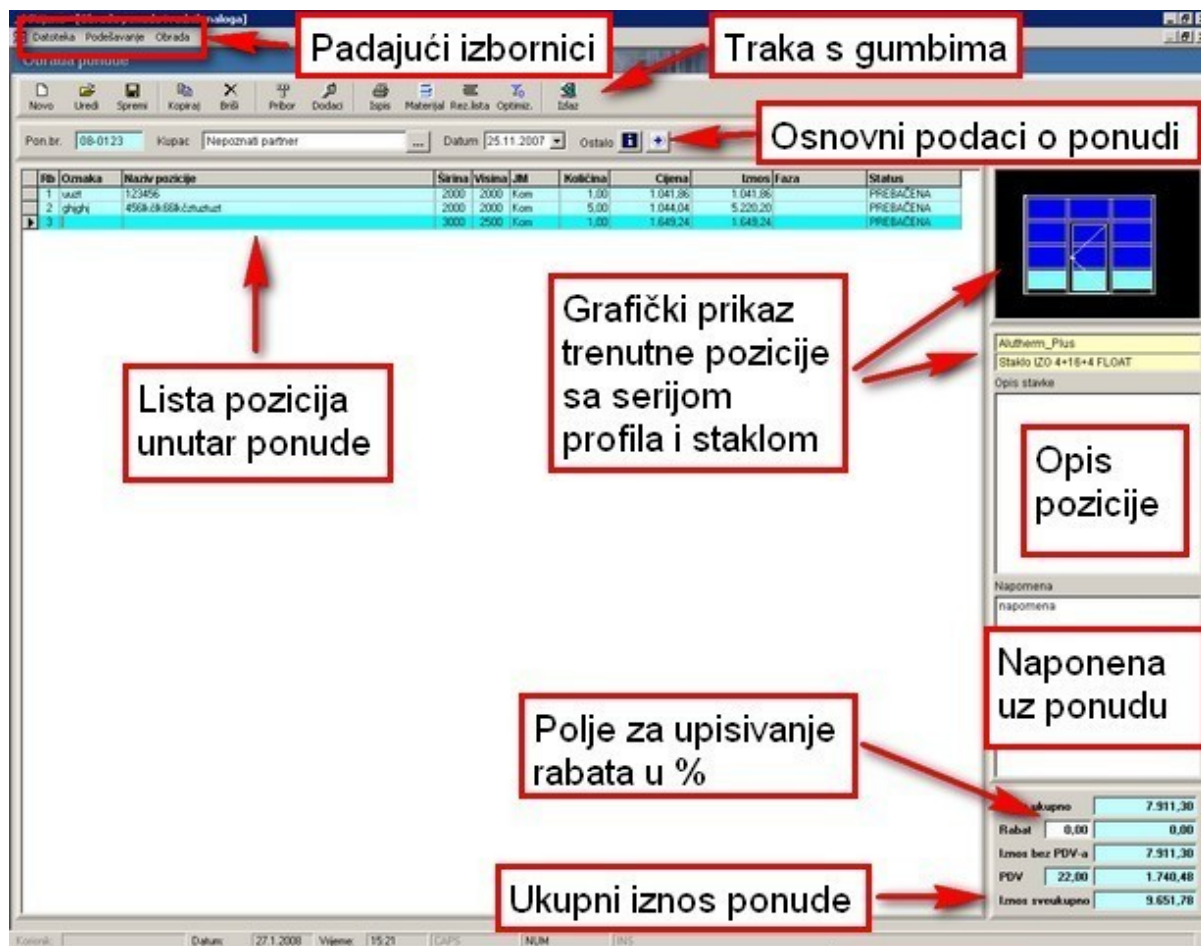 Datoteka Podešavanje Obrada
Padajući izbornici
Traka s gumbima
Obrada ponude
Novo Uredi Spremi Kopiraj Briši Pribor Dodaci Ispis Materijal Rez.lista Optimiz. Izlaz
Pon.br. 08-0123 Kupac Nepoznati partner ... Datum 25.11.2007 Ostalo
Osnovni podaci o ponudi
Rb Oznaka Naziv pozicije Širina Visina JM Količina Cijena Iznos Faza Status
1 uuzt 123456 2000 2000 Kom 1,00 1.041,86 1.041,86 PREBAČENA
2 ghghj 2000 2000 Kom 5,00 1.044,04 5.220,20 PREBAČENA
3 3000 2500 Kom 1,00 1.649,24 1.649,24 PREBAČENA
Grafički prikaz
trenutne pozicije
sa serijom
profila i staklom
Lista pozicija
unutar ponude
Alutherm_Plus
Staklo IZO 4+16+4 FLOAT
Opis stavke
Opis
pozicije
Napomena
napomena
Naponena
uz ponudu
Polje za upisivanje
rabata u %
ukupno 7.911,30
Rabat 0,00 0,00
Iznos bez PDV-a 7.911,30
PDV 22,00 1.740,48
Iznos sveukupno 9.651,78
Ukupni iznos ponude
Korisnik: Datum: 27.1.2008 Vrijeme: 15:21 CAPS NUM INS